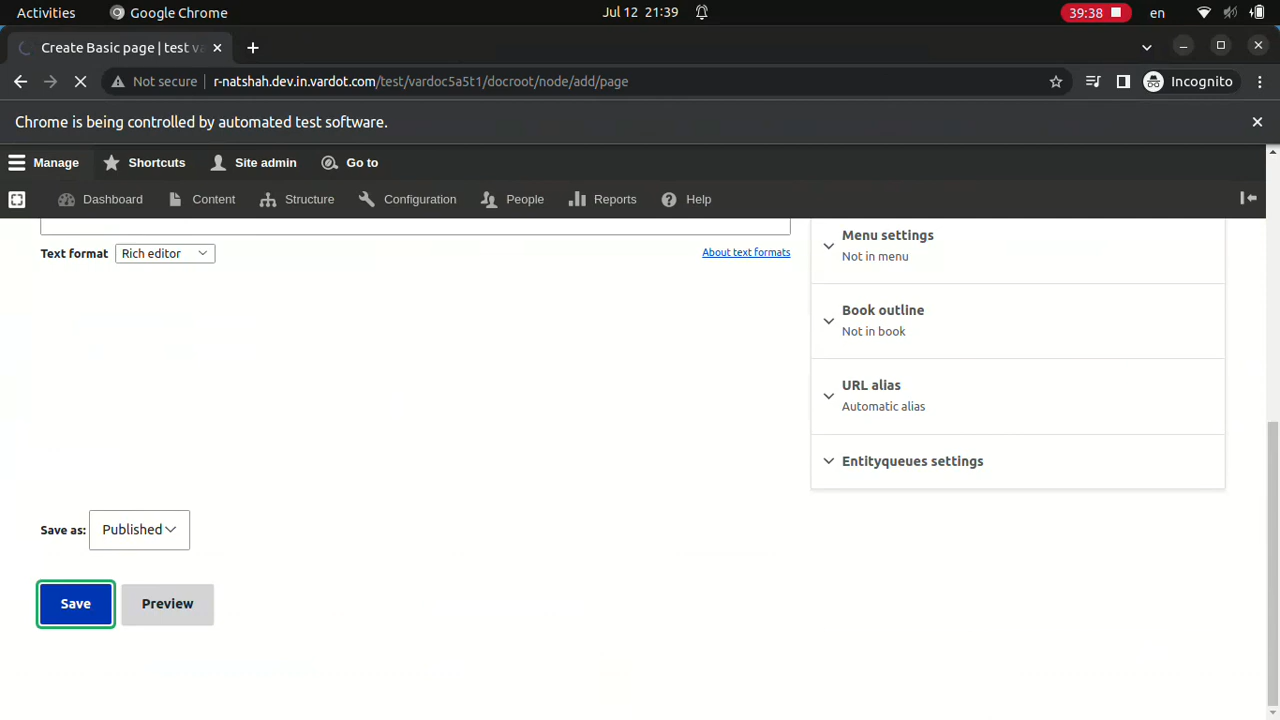 Activities Google Chrome Jul 12 21:39 39:38 en
Create Basic page | test va
Not secure r-natshah.dev.in.vardot.com/test/vardoc5a5t1/docroot/node/add/page Incognito
Chrome is being controlled by automated test software.
Manage Shortcuts Site admin Go to
Dashboard Content Structure Configuration People Reports Help
Text format Rich editor About text formats
Menu settings
Not in menu
Book outline
Not in book
URL alias
Automatic alias
Entityqueues settings
Save as: Published
Save Preview